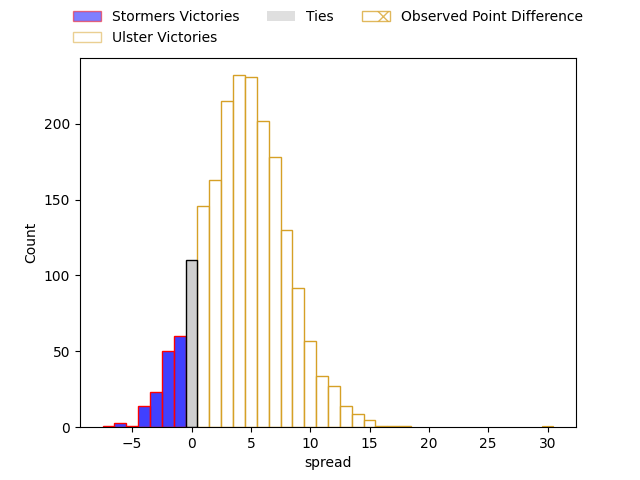 Stormers Victories
Ties
Observed Point Difference
Ulster Victories
200
150
100
50
0
Count
−5
0
5
10
15
20
25
30
spread